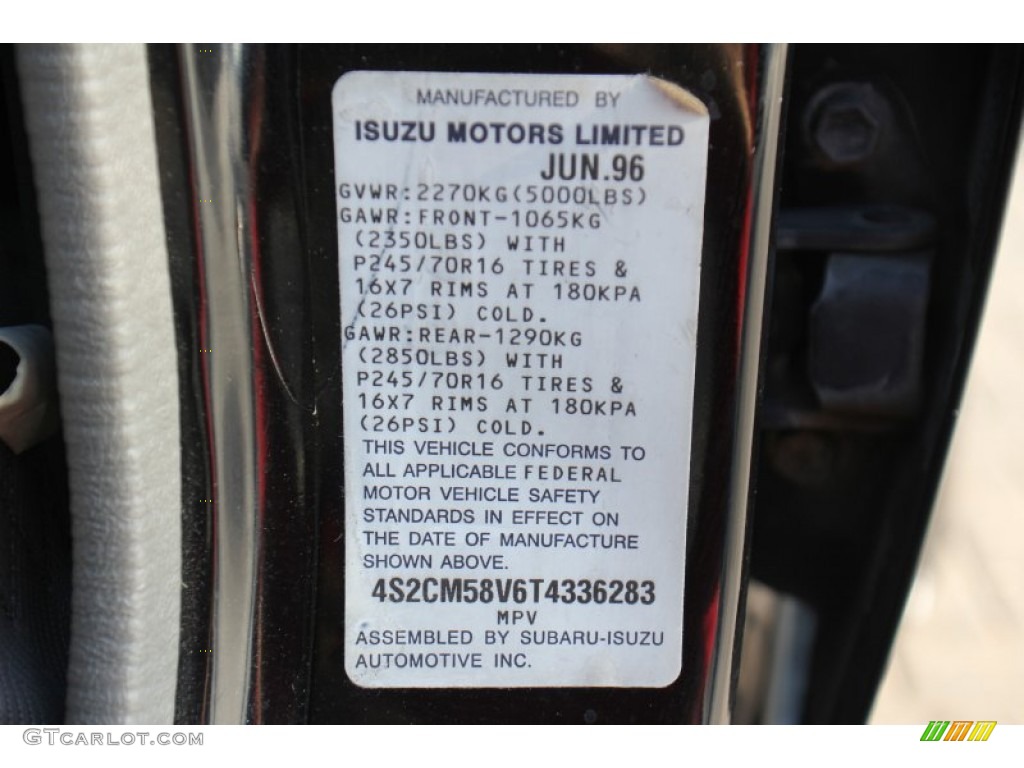 MANUFACTURED BY
ISUZU MOTORS LIMITED
JUN.96
GVWR:2270KG(5000LBS)
GAWR:FRONT-1065KG
(2350LBS) WITH
P245/70R16 TIRES &
16X7 RIMS AT 180KPA
(26PSI) COLD.
GAWR:REAR-1290KG
(2850LBS) WITH
P245/70R16 TIRES &
16X7 RIMS AT 180KPA
(26PSI) COLD.
THIS VEHICLE CONFORMS TO
ALL APPLICABLE FEDERAL
MOTOR VEHICLE SAFETY
STANDARDS IN EFFECT ON
THE DATE OF MANUFACTURE
SHOWN ABOVE.
4S2CM58V6T4336283
MPV
ASSEMBLED BY SUBARU-ISUZU
AUTOMOTIVE INC.
GTCARLOT.COM